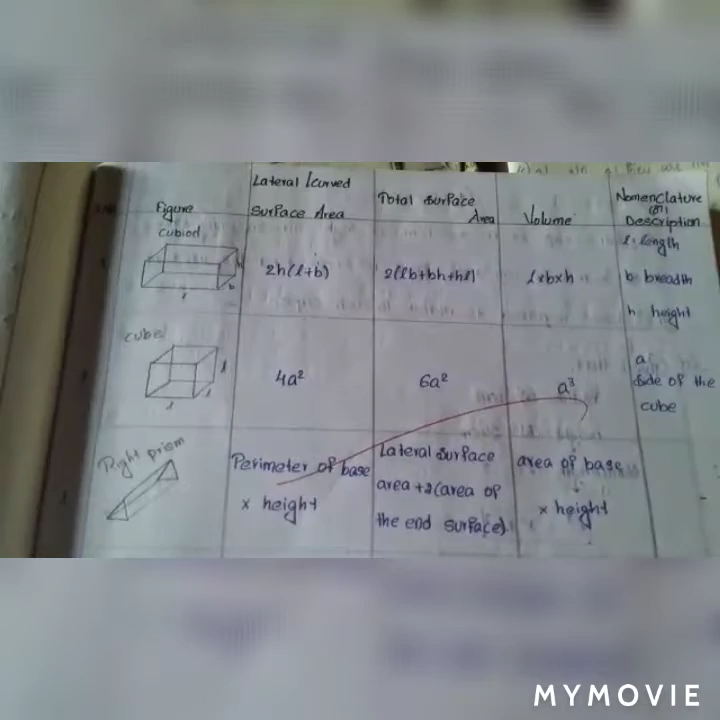 Figure
Lateral /curved
Surface Area
Total Surface
Area
Volume
Nomenclature
(or)
Description
cubiod
h
b
l
2h(l+b)
2(lb+bh+hl)
l×b×h
l - length
b - breadth
h - height
cube
l
l
l
4a²
6a²
a³
a
side of the
cube
Right prism
Perimeter of base
× height
Lateral Surface
area +2(area of
the end surface).
area of base
× height
MYMOVIE